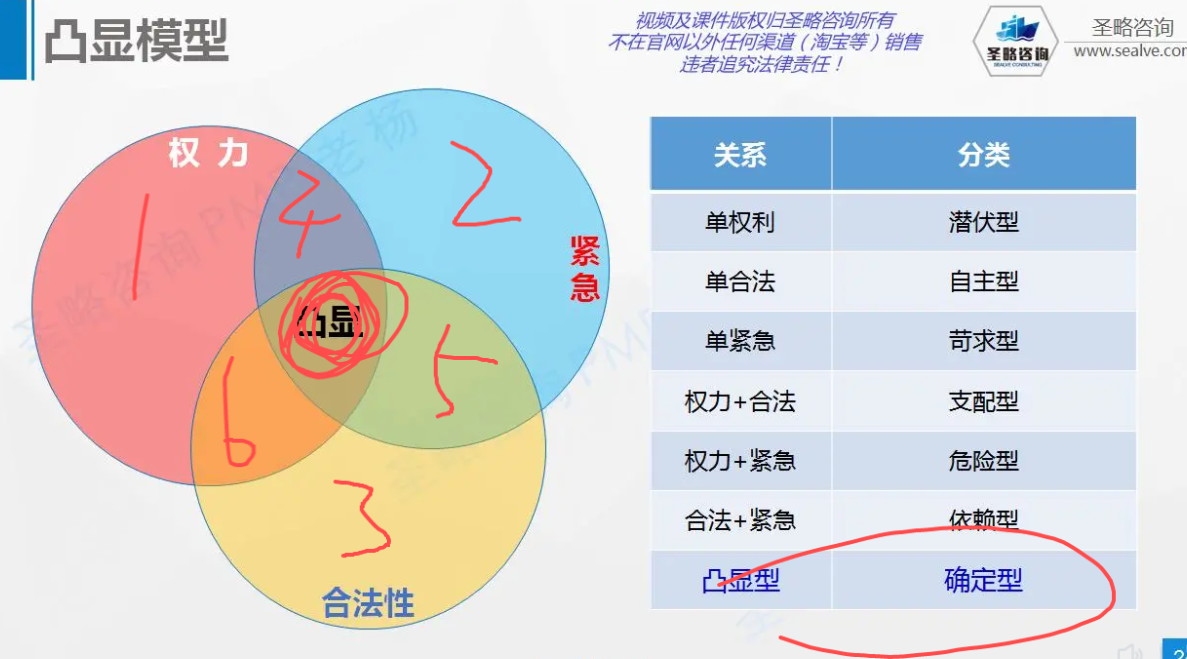 凸显模型
视频及课件版权归圣略咨询所有
不在官网以外任何渠道（淘宝等）销售
违者追究法律责任！
圣略咨询
SEALVE CONSULTING
圣略咨询
www.sealve.com
权 力
紧急
合法性
凸显
1
2
3
4
5
6
关系 分类
单权利 潜伏型
单合法 自主型
单紧急 苛求型
权力+合法 支配型
权力+紧急 危险型
合法+紧急 依赖型
凸显型 确定型
圣略咨询PMP老杨
2